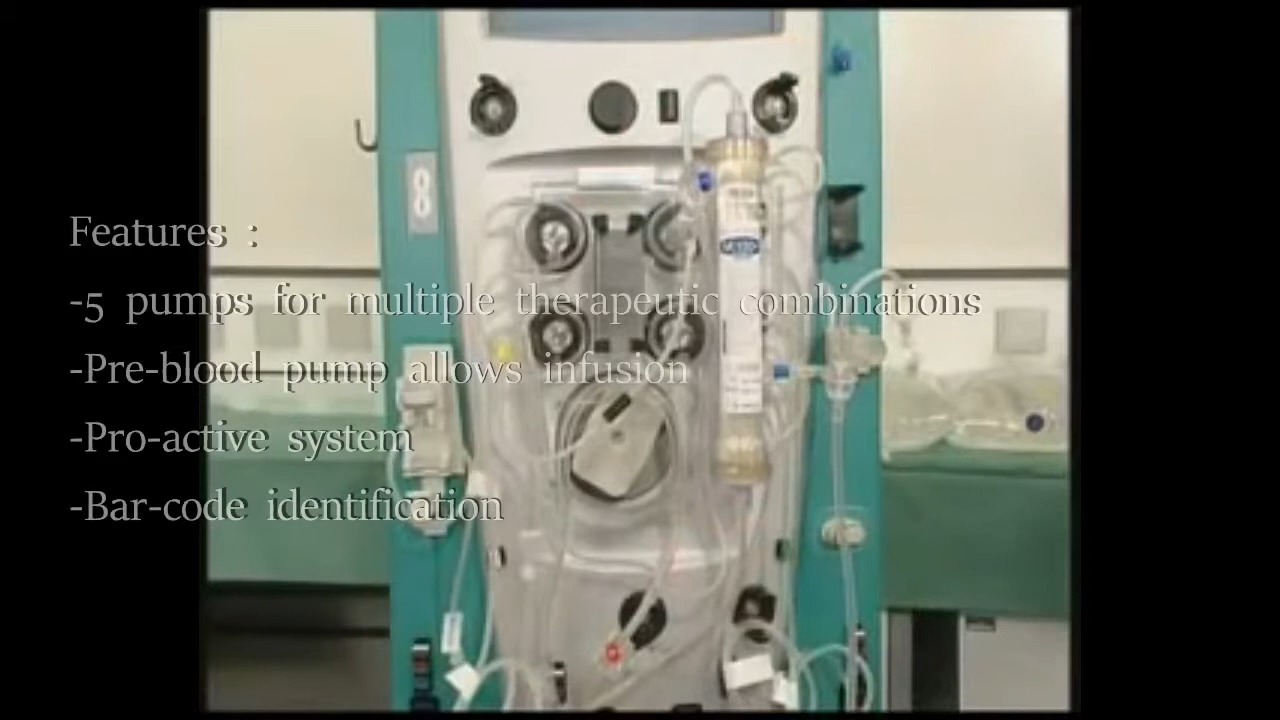 Features :
-5 pumps for multiple therapeutic combinations
-Pre-blood pump allows infusion
-Pro-active system
-Bar-code identification